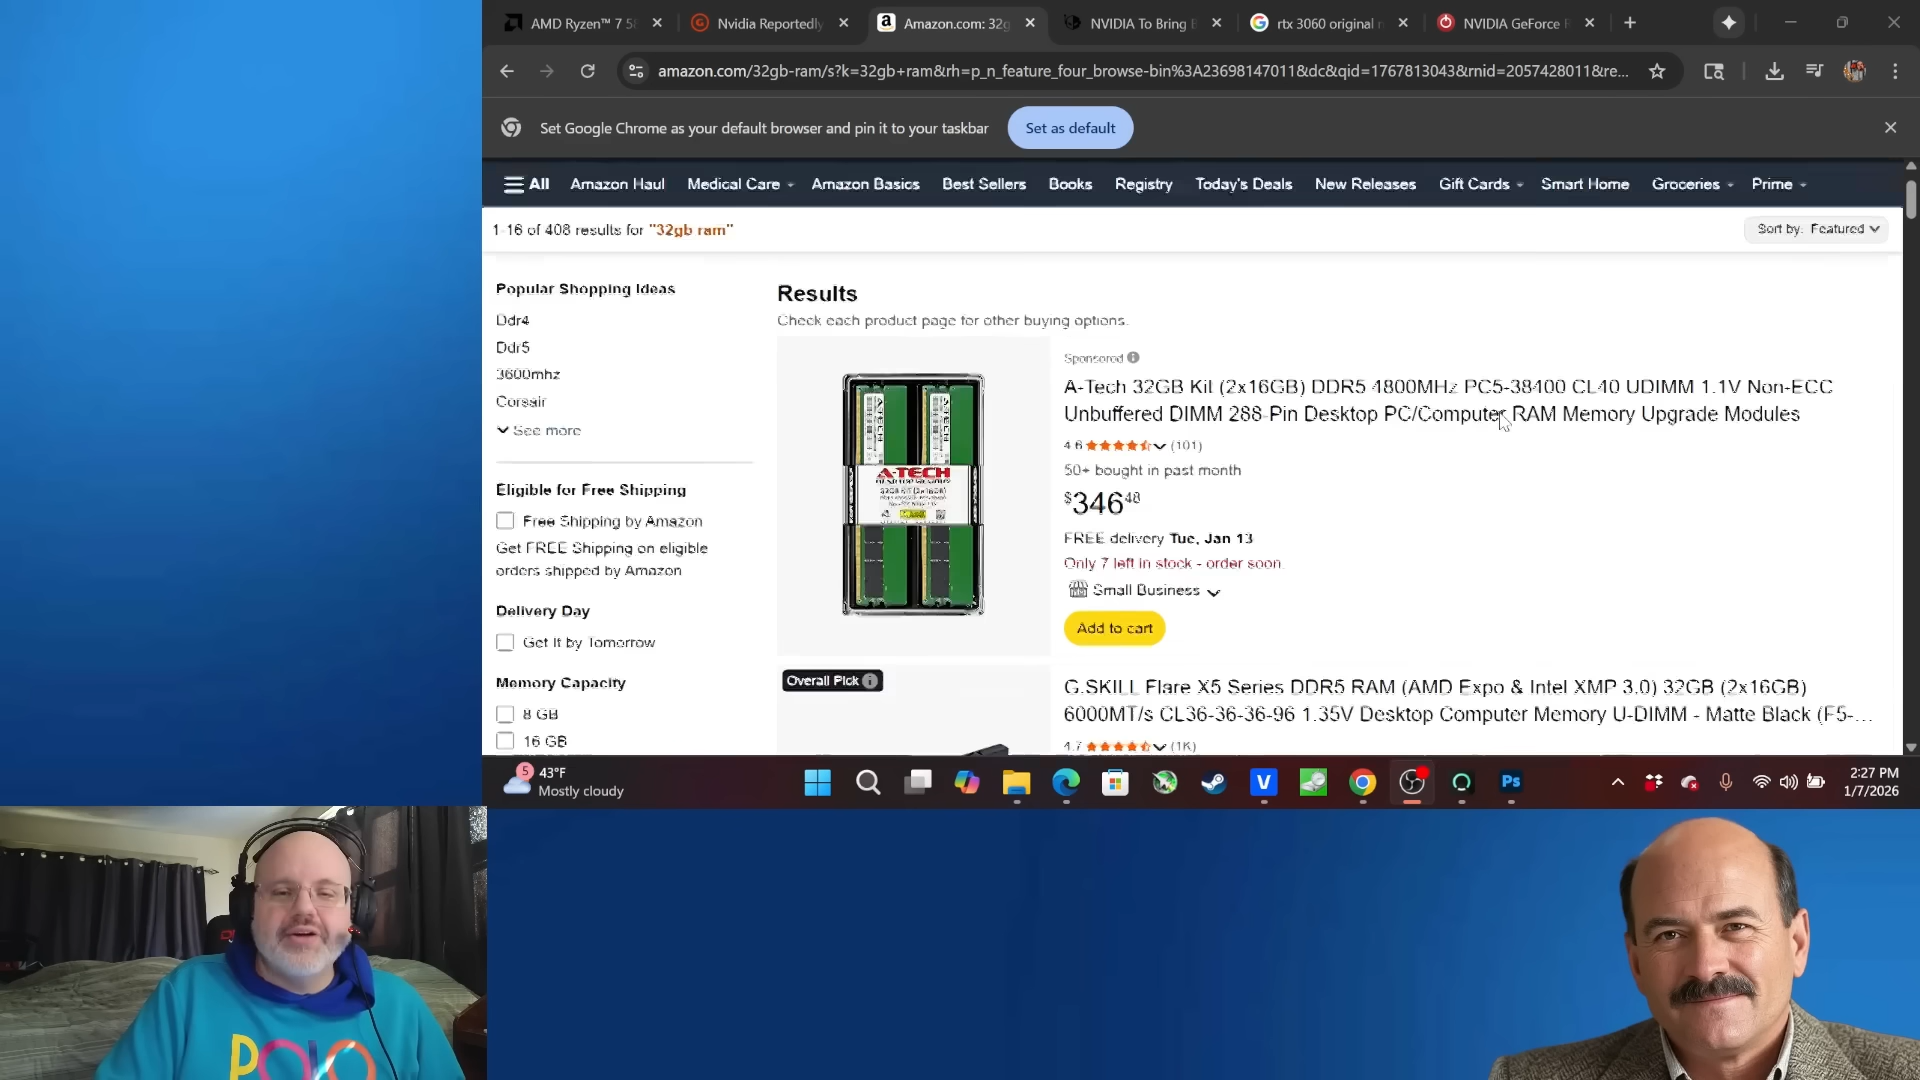 AMD Ryzen™ 7 5
Nvidia Reportedly
Amazon.com: 32g
NVIDIA To Bring
rtx 3060 original
NVIDIA GeForce
amazon.com/32gb-ram/s?k=32gb+ram&rh=p_n_feature_four_browse-bin%3A23698147011&dc&qid=1767813043&rnid=2057428011&re...
Set Google Chrome as your default browser and pin it to your taskbar
Set as default
All
Amazon Haul
Medical Care
Amazon Basics
Best Sellers
Books
Registry
Today's Deals
New Releases
Gift Cards
Smart Home
Groceries
Prime
1-16 of 408 results for "32gb ram"
Sort by: Featured
Popular Shopping Ideas
Ddr4
Ddr5
3600mhz
Corsair
See more
Eligible for Free Shipping
Free Shipping by Amazon
Get FREE Shipping on eligible
orders shipped by Amazon
Delivery Day
Get It by Tomorrow
Memory Capacity
8 GB
16 GB
Results
Check each product page for other buying options.
A-TECH
Sponsored
A-Tech 32GB Kit (2x16GB) DDR5 4800MHz PC5-38400 CL40 UDIMM 1.1V Non-ECC
Unbuffered DIMM 288-Pin Desktop PC/Computer RAM Memory Upgrade Modules
4.6 (101)
50+ bought in past month
$346 48
FREE delivery Tue, Jan 13
Only 7 left in stock - order soon.
Small Business
Add to cart
Overall Pick
G.SKILL Flare X5 Series DDR5 RAM (AMD Expo & Intel XMP 3.0) 32GB (2x16GB)
6000MT/s CL36-36-36-96 1.35V Desktop Computer Memory U-DIMM - Matte Black (F5-...
4.7 (1K)
5
43°F
Mostly cloudy
V
Ps
2:27 PM
1/7/2026
POLO